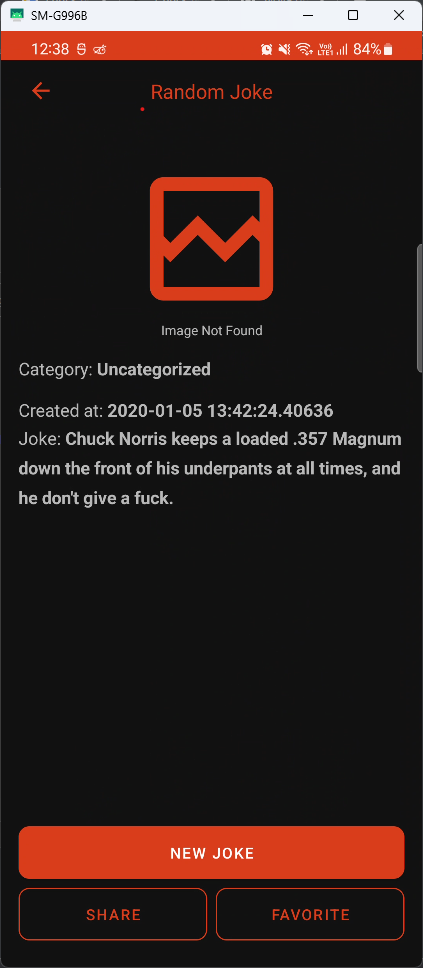 SM-G996B
12:38
Vo)) LTE1 84%
Random Joke
Image Not Found
Category: Uncategorized
Created at: 2020-01-05 13:42:24.40636
Joke: Chuck Norris keeps a loaded .357 Magnum
down the front of his underpants at all times, and
he don't give a fuck.
NEW JOKE
SHARE
FAVORITE